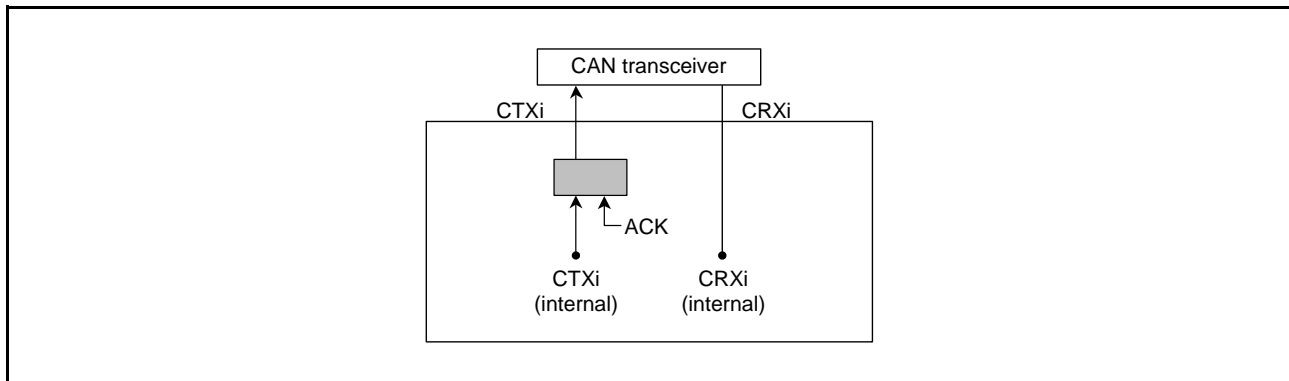 CAN transceiver
CTXi
CRXi
ACK
CTXi
(internal)
CRXi
(internal)